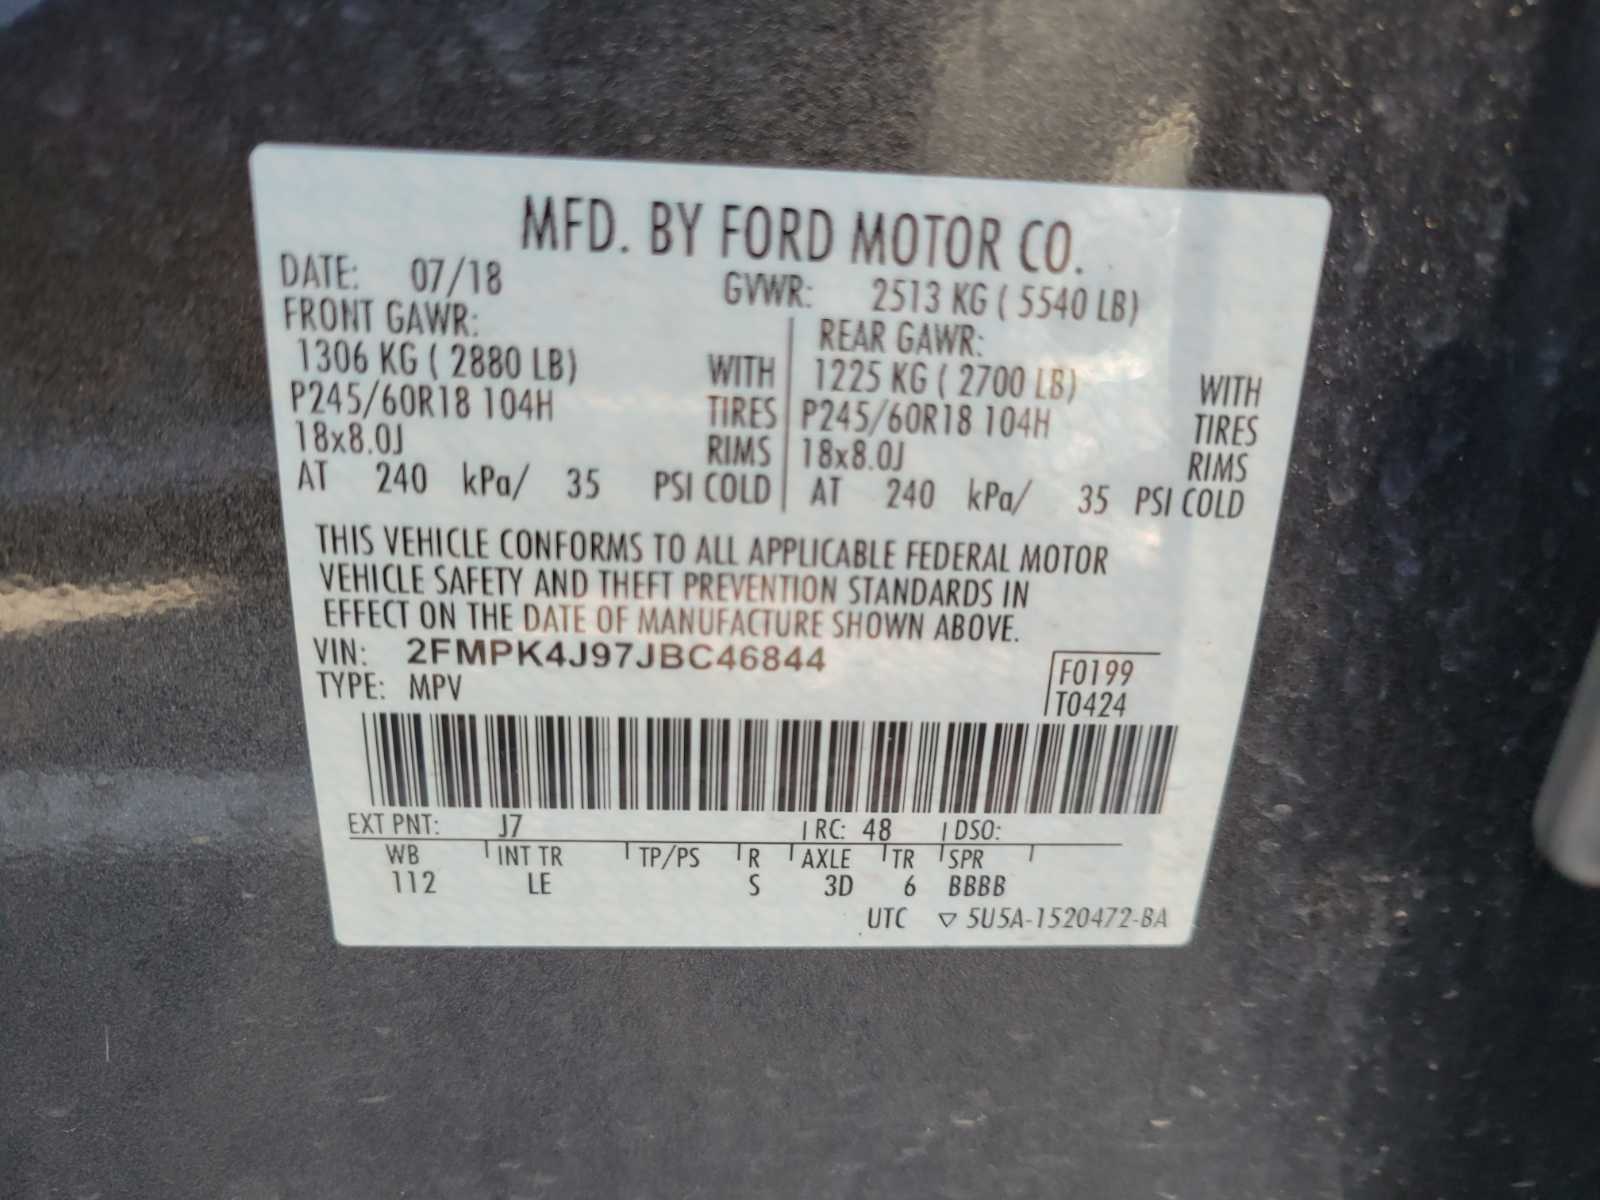 MFD. BY FORD MOTOR CO.
DATE: 07/18 GVWR: 2513 KG ( 5540 LB)
FRONT GAWR: REAR GAWR:
1306 KG ( 2880 LB) WITH 1225 KG ( 2700 LB) WITH
P245/60R18 104H TIRES P245/60R18 104H TIRES
18x8.0J RIMS 18x8.0J RIMS
AT 240 kPa/ 35 PSI COLD AT 240 kPa/ 35 PSI COLD
THIS VEHICLE CONFORMS TO ALL APPLICABLE FEDERAL MOTOR
VEHICLE SAFETY AND THEFT PREVENTION STANDARDS IN
EFFECT ON THE DATE OF MANUFACTURE SHOWN ABOVE.
VIN: 2FMPK4J97JBC46844 F0199
TYPE: MPV T0424
EXT PNT: J7 RC: 48 DSO:
WB INT TR TP/PS R AXLE TR SPR
112 LE S 3D 6 BBBB
UTC ▽ 5U5A-1520472-BA